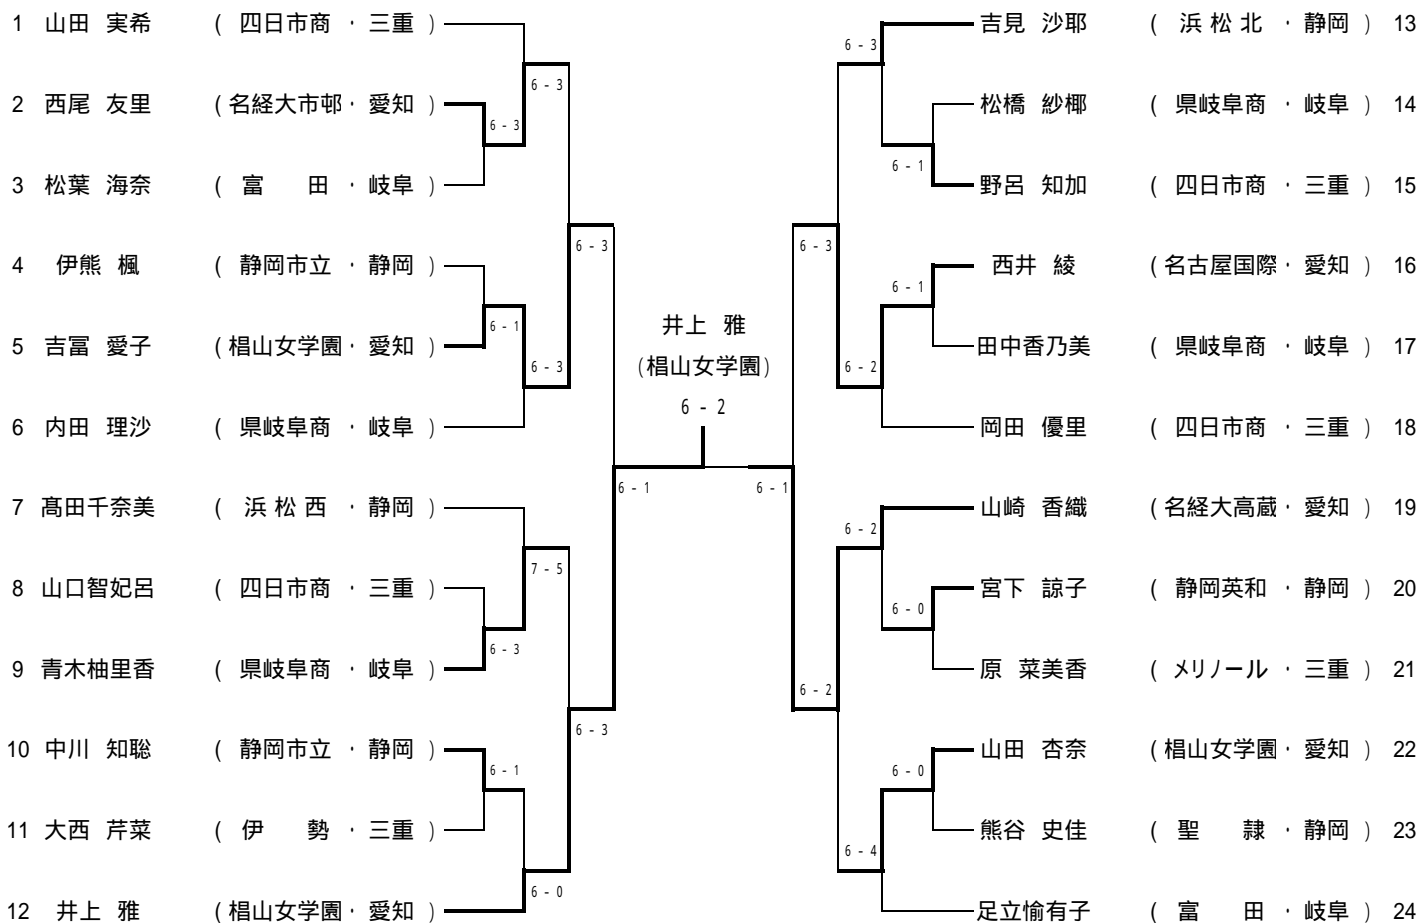 1 山田 実希 ( 四日市商 ・ 三重 )
6 - 3
2 西尾 友里 ( 名経大市邨 ・ 愛知 )
6 - 3
3 松葉 海奈 ( 富 田 ・ 岐阜 )
6 - 3
4 伊熊 楓 ( 静岡市立 ・ 静岡 )
6 - 1
5 吉冨 愛子 ( 椙山女学園 ・ 愛知 )
6 - 3
6 内田 理沙 ( 県岐阜商 ・ 岐阜 )
6 - 1
7 髙田千奈美 ( 浜 松 西 ・ 静岡 )
7 - 5
8 山口智妃呂 ( 四日市商 ・ 三重 )
6 - 3
9 青木柚里香 ( 県岐阜商 ・ 岐阜 )
6 - 3
10 中川 知聡 ( 静岡市立 ・ 静岡 )
6 - 1
11 大西 芹菜 ( 伊 勢 ・ 三重 )
6 - 0
12 井上 雅 ( 椙山女学園 ・ 愛知 )
井上 雅
(椙山女学園)
6 - 2
吉見 沙耶 ( 浜 松 北 ・ 静岡 ) 13
6 - 3
松橋 紗椰 ( 県岐阜商 ・ 岐阜 ) 14
6 - 1
野呂 知加 ( 四日市商 ・ 三重 ) 15
6 - 3
西井 綾 ( 名古屋国際 ・ 愛知 ) 16
6 - 1
田中香乃美 ( 県岐阜商 ・ 岐阜 ) 17
6 - 2
岡田 優里 ( 四日市商 ・ 三重 ) 18
6 - 1
山崎 香織 ( 名経大高蔵 ・ 愛知 ) 19
6 - 2
宮下 諒子 ( 静岡英和 ・ 静岡 ) 20
6 - 0
原 菜美香 ( メリノール ・ 三重 ) 21
6 - 2
山田 杏奈 ( 椙山女学園 ・ 愛知 ) 22
6 - 0
熊谷 史佳 ( 聖 隷 ・ 静岡 ) 23
6 - 4
足立愉有子 ( 富 田 ・ 岐阜 ) 24